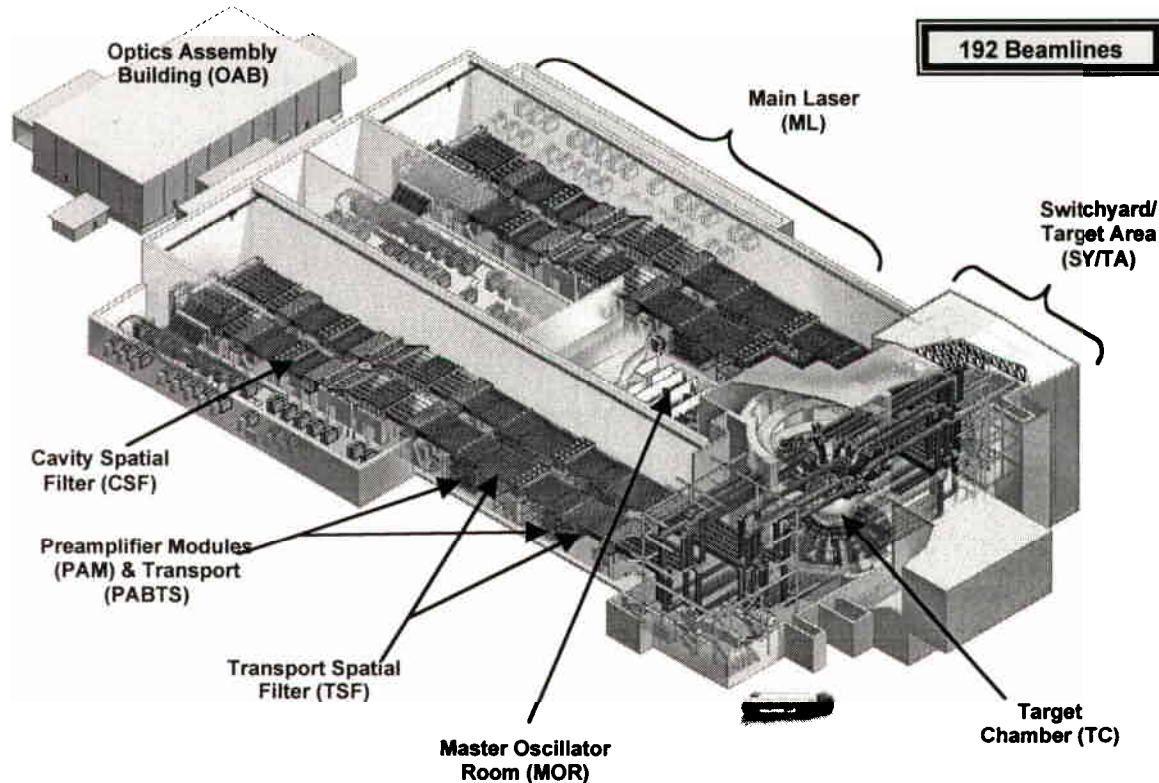 Optics Assembly
Building (OAB)
192 Beamlines
Main Laser
(ML)
Switchyard/
Target Area
(SY/TA)
Cavity Spatial
Filter (CSF)
Preamplifier Modules
(PAM) & Transport
(PABTS)
Transport Spatial
Filter (TSF)
Master Oscillator
Room (MOR)
Target
Chamber (TC)